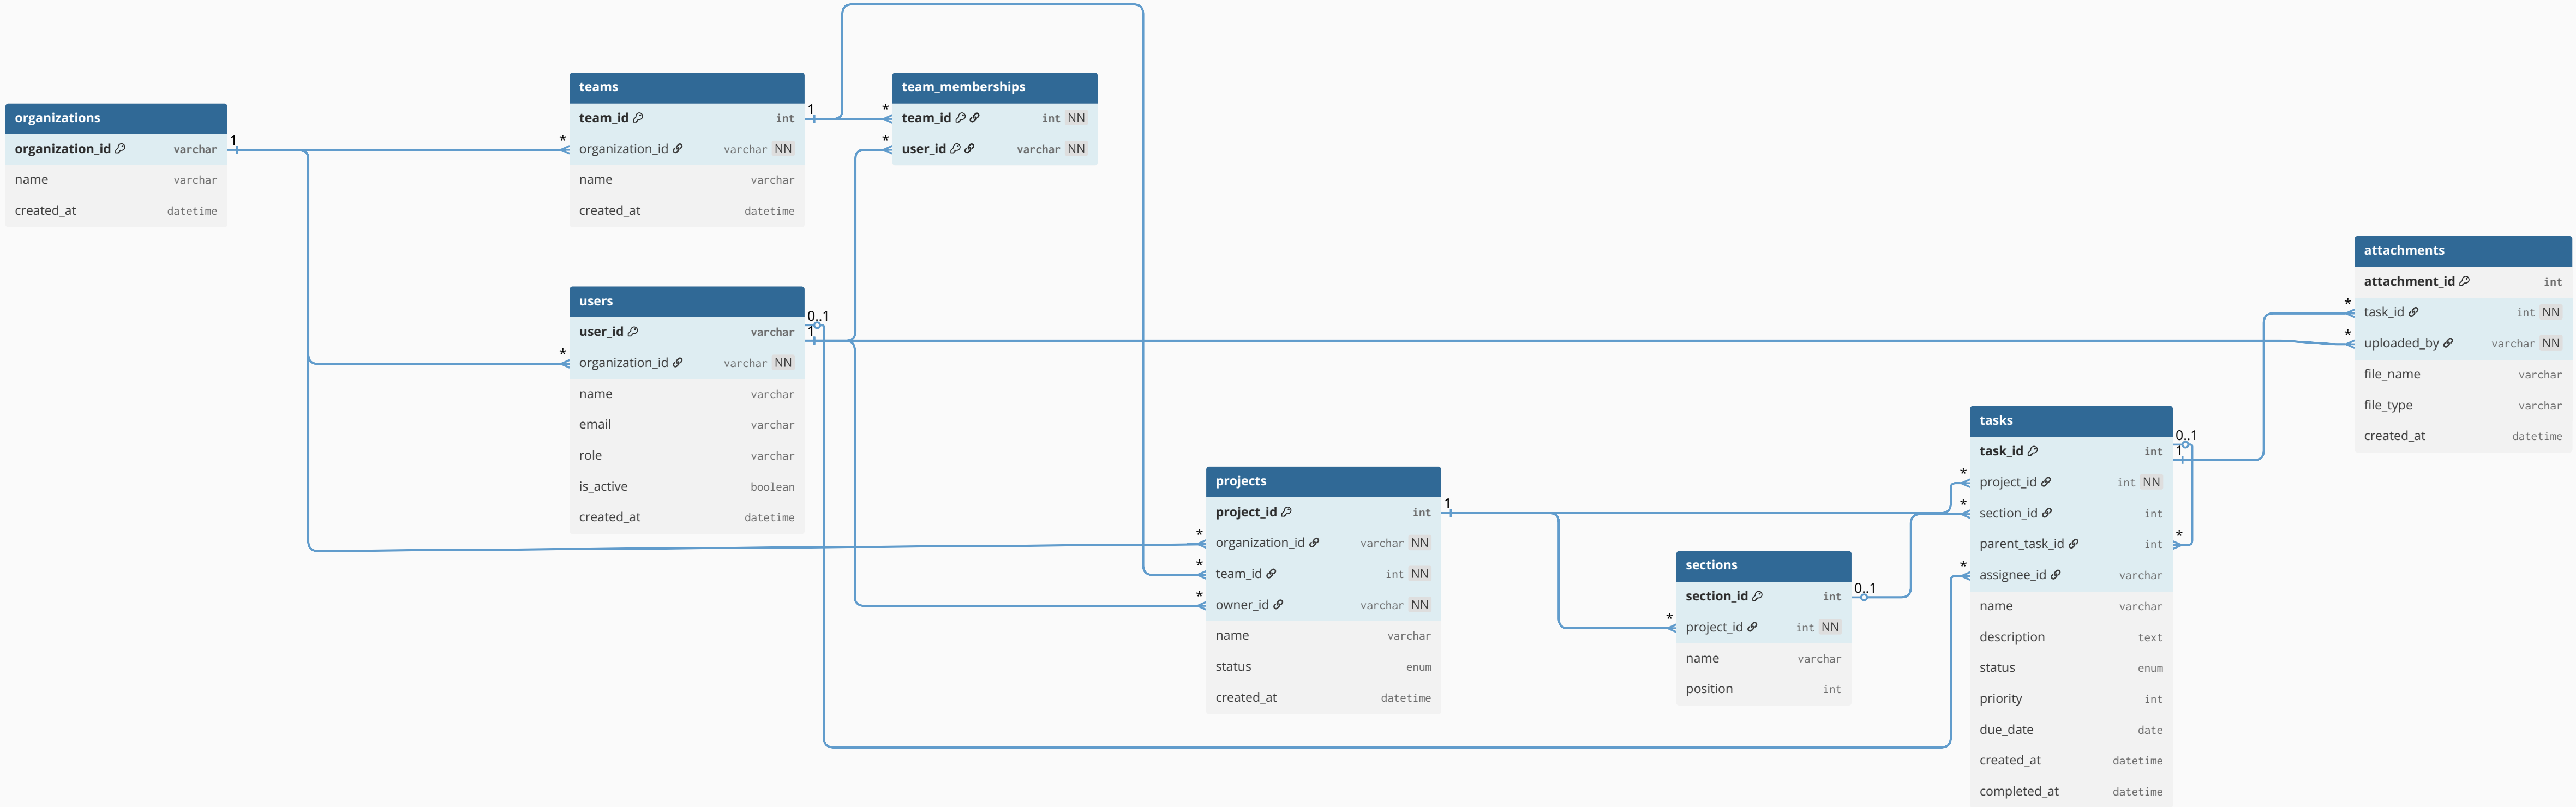 organizations
1
organization_id varchar
name varchar
created_at datetime
teams
1
team_id int
*
organization_id varchar NN
name varchar
created_at datetime
team_memberships
*
team_id int NN
*
user_id varchar NN
users
0..1
user_id varchar
1
*
organization_id varchar NN
name varchar
email varchar
role varchar
is_active boolean
created_at datetime
projects
1
project_id int
*
organization_id varchar NN
*
team_id int NN
*
owner_id varchar NN
name varchar
status enum
created_at datetime
sections
0..1
section_id int
*
project_id int NN
name varchar
position int
tasks
0..1
task_id int
1
*
project_id int NN
*
section_id int
*
parent_task_id int
*
assignee_id varchar
name varchar
description text
status enum
priority int
due_date date
created_at datetime
completed_at datetime
attachments
attachment_id int
*
task_id int NN
*
uploaded_by varchar NN
file_name varchar
file_type varchar
created_at datetime